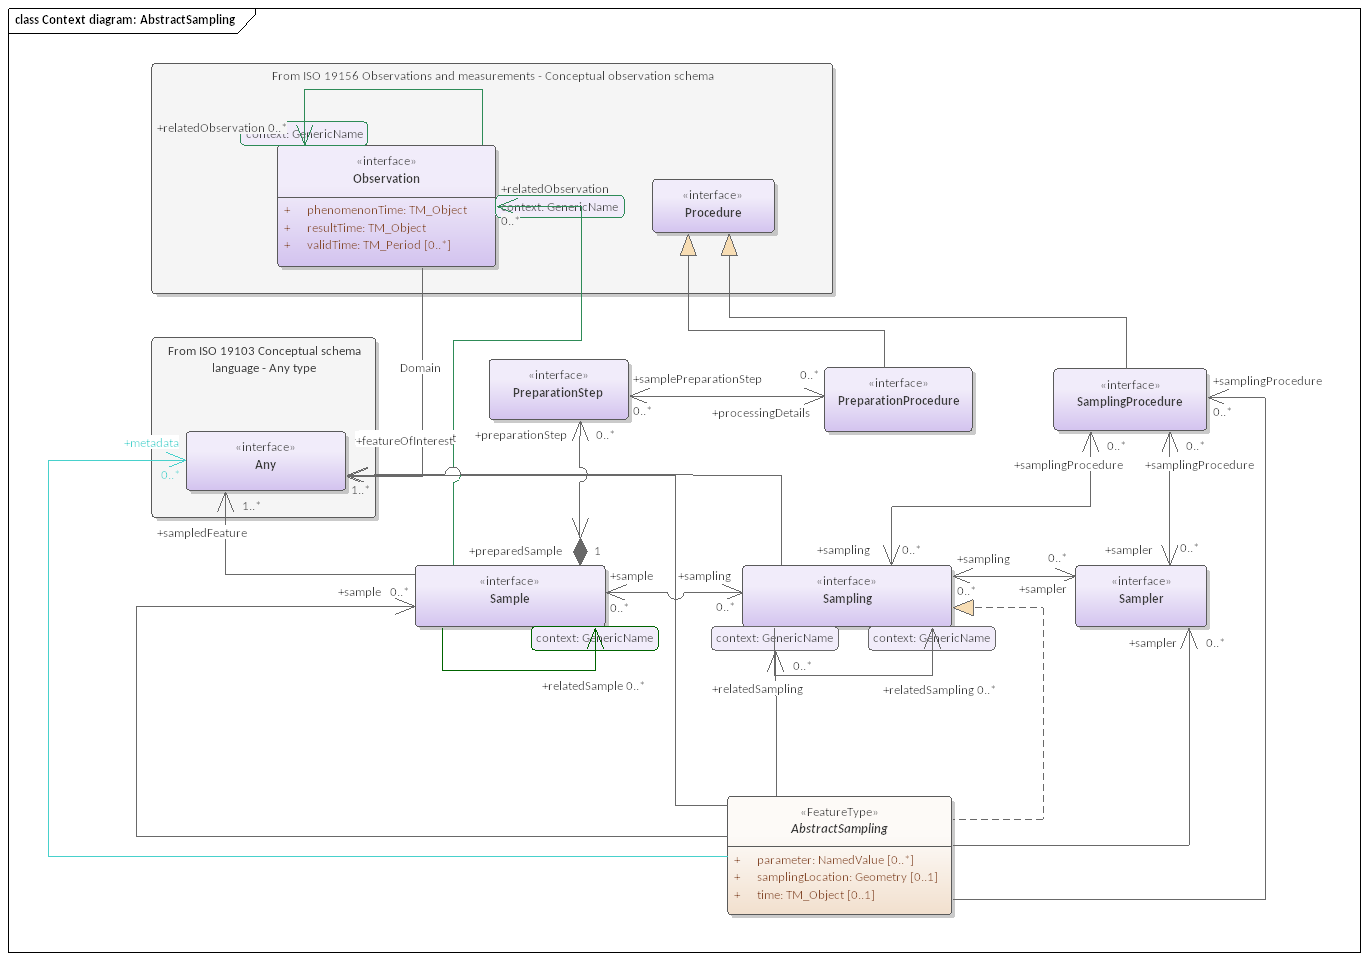 class Context diagram: AbstractSampling
From ISO 19156 Observations and measurements - Conceptual observation schema
+relatedObservation 0..*
context: GenericName
«interface»
Observation
+ phenomenonTime: TM_Object
+ resultTime: TM_Object
+ validTime: TM_Period [0..*]
+relatedObservation
context: GenericName
0..*
«interface»
Procedure
From ISO 19103 Conceptual schema
language - Any type
Domain
+featureOfInterest
1..*
+metadata
0..*
«interface»
Any
1..*
+sampledFeature
«interface»
PreparationStep
+samplePreparationStep
0..*
0..*
+processingDetails
«interface»
PreparationProcedure
«interface»
SamplingProcedure
+samplingProcedure
0..*
+preparationStep
0..*
0..*
+samplingProcedure
0..*
+samplingProcedure
+preparedSample
1
+sampling
0..*
+sampler
0..*
+sample
0..*
«interface»
Sample
+sample
0..*
+sampling
0..*
«interface»
Sampling
+sampling
0..*
0..*
+sampler
«interface»
Sampler
+sampler
0..*
context: GenericName
+relatedSample 0..*
context: GenericName
context: GenericName
0..*
+relatedSampling
+relatedSampling 0..*
«FeatureType»
AbstractSampling
+ parameter: NamedValue [0..*]
+ samplingLocation: Geometry [0..1]
+ time: TM_Object [0..1]